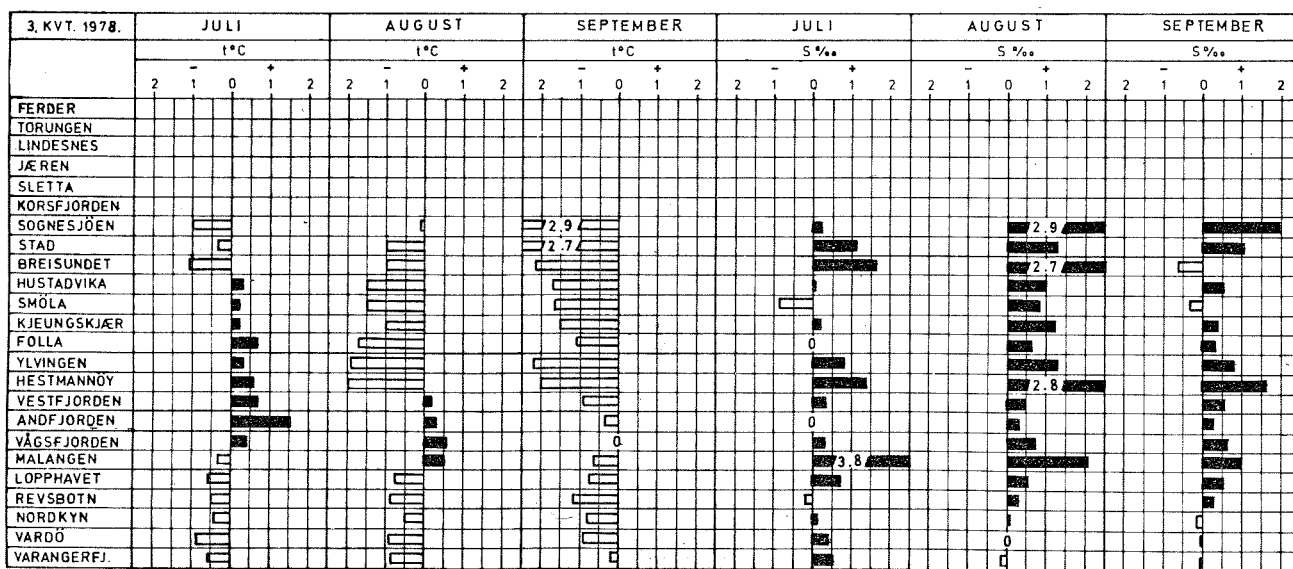 3. KVT. 1978. JULI AUGUST SEPTEMBER JULI AUGUST SEPTEMBER
t°C t°C t°C S‰ S‰ S‰
- + - + - + - + - + - +
2 1 0 1 2 2 1 0 1 2 2 1 0 1 2 2 1 0 1 2 2 1 0 1 2 2 1 0 1 2
FERDER
TORUNGEN
LINDESNES
JÆREN
SLETTA
KORSFJORDEN
SOGNESJÖEN 2.9 2.9
STAD 2.7
BREISUNDET 2.7
HUSTADVIKA
SMÖLA
KJEUNGSKJÆR
FOLLA 0
YLVINGEN
HESTMANNÖY 2.8
VESTFJORDEN
ANDFJORDEN 0
VÅGSFJORDEN 0
MALANGEN 3.8
LOPPHAVET
REVSBOTN
NORDKYN
VARDÖ 0
VARANGERFJ.